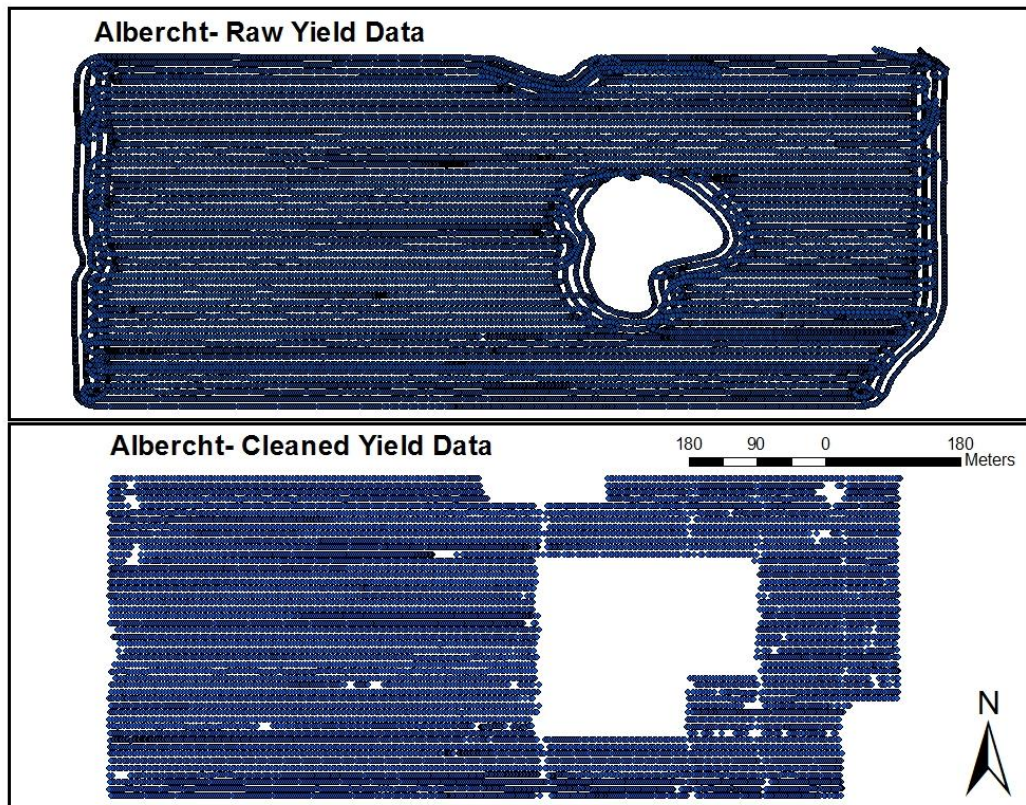 Albercht- Raw Yield Data
Albercht- Cleaned Yield Data
180 90 0 180
Meters
N